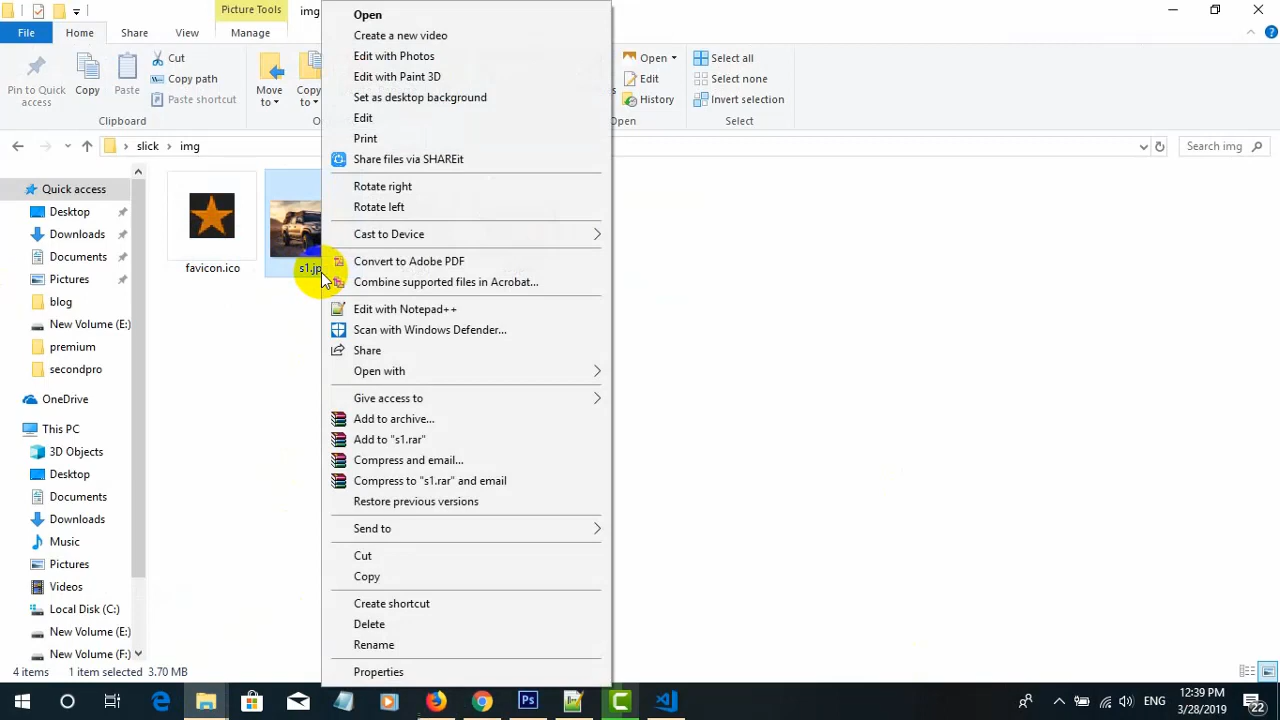 Picture Tools
img
File
Home
Share
View
Manage
Pin to Quick
access
Copy
Paste
Cut
Copy path
Paste shortcut
Clipboard
Move
to
Copy
to
Open
Edit
History
Open
Select all
Select none
Invert selection
Select
slick
img
Search img
Quick access
Desktop
Downloads
Documents
Pictures
blog
New Volume (E:)
premium
secondpro
OneDrive
This PC
3D Objects
Desktop
Documents
Downloads
Music
Pictures
Videos
Local Disk (C:)
New Volume (E:)
New Volume (F:)
favicon.ico
s1.jp
Open
Create a new video
Edit with Photos
Edit with Paint 3D
Set as desktop background
Edit
Print
Share files via SHAREit
Rotate right
Rotate left
Cast to Device
Convert to Adobe PDF
Combine supported files in Acrobat...
Edit with Notepad++
Scan with Windows Defender...
Share
Open with
Give access to
Add to archive...
Add to "s1.rar"
Compress and email...
Compress to "s1.rar" and email
Restore previous versions
Send to
Cut
Copy
Create shortcut
Delete
Rename
Properties
4 items
1 item selected 3.70 MB
Ps
ENG
12:39 PM
3/28/2019
22